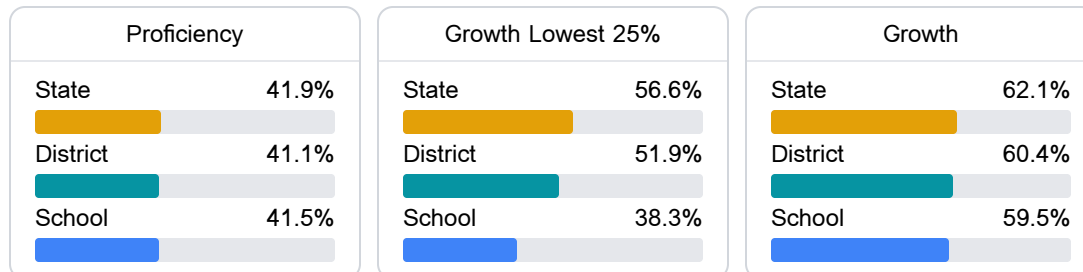 Proficiency
State 41.9%
District 41.1%
School 41.5%
Growth Lowest 25%
State 56.6%
District 51.9%
School 38.3%
Growth
State 62.1%
District 60.4%
School 59.5%